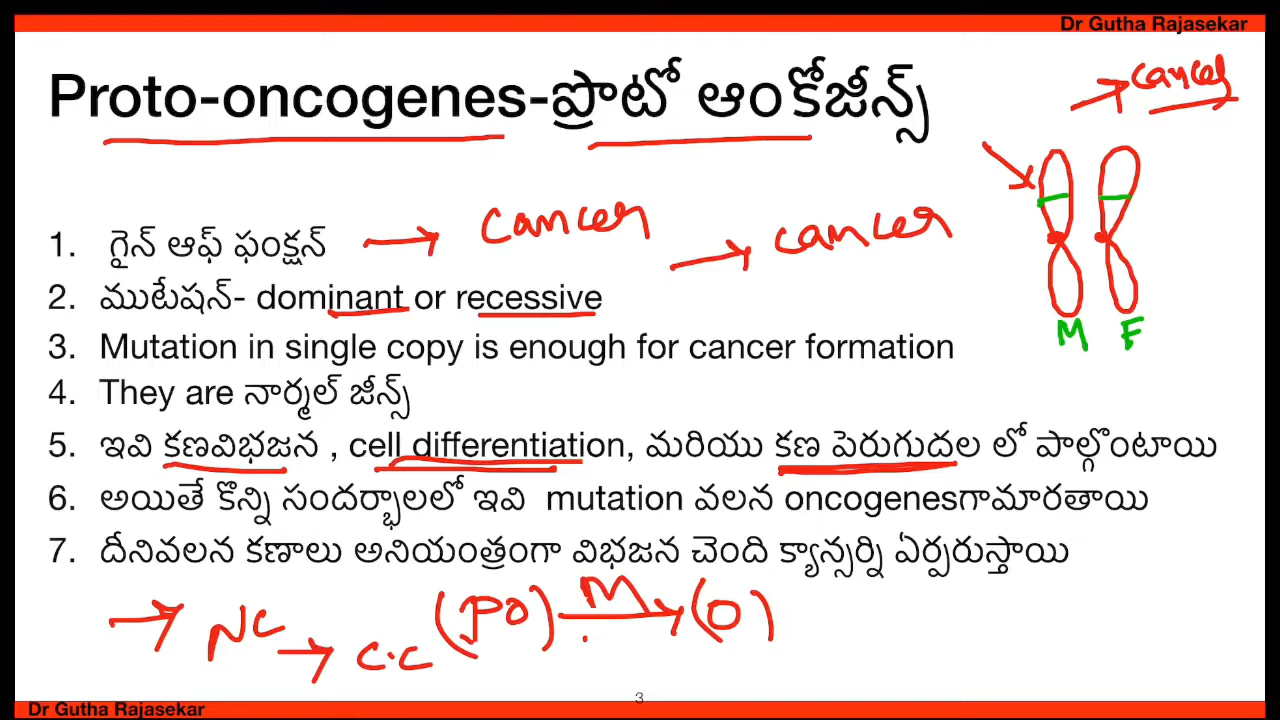 Dr Gutha Rajasekar
Proto-oncogenes-ప్రొటో ఆంకోజీన్స్
cancer
cancer
cancer
1. గైన్ ఆఫ్ ఫంక్షన్
2. ముటేషన్- dominant or recessive
M F
3. Mutation in single copy is enough for cancer formation
4. They are నార్మల్ జీన్స్
5. ఇవి కణవిభజన , cell differentiation, మరియు కణ పెరుగుదల లో పాల్గొంటాయి
6. అయితే కొన్ని సందర్భాలలో ఇవి mutation వలన oncogenesగామారతాయి
7. దీనివలన కణాలు అనియంత్రంగా విభజన చెంది క్యాన్సర్ని ఏర్పరుస్తాయి
NC → C.C (PO) M → (O)
3
Dr Gutha Rajasekar